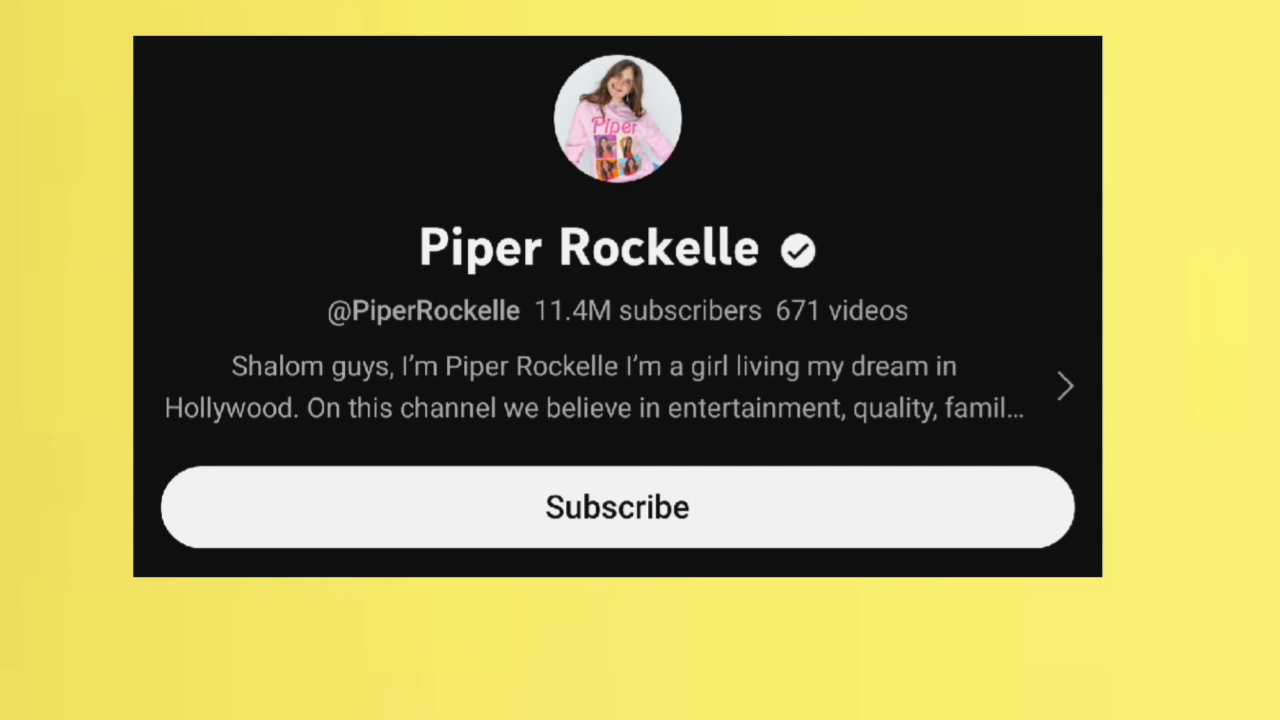 Piper
Piper Rockelle
@PiperRockelle 11.4M subscribers 671 videos
Shalom guys, I’m Piper Rockelle I’m a girl living my dream in
Hollywood. On this channel we believe in entertainment, quality, famil...
Subscribe